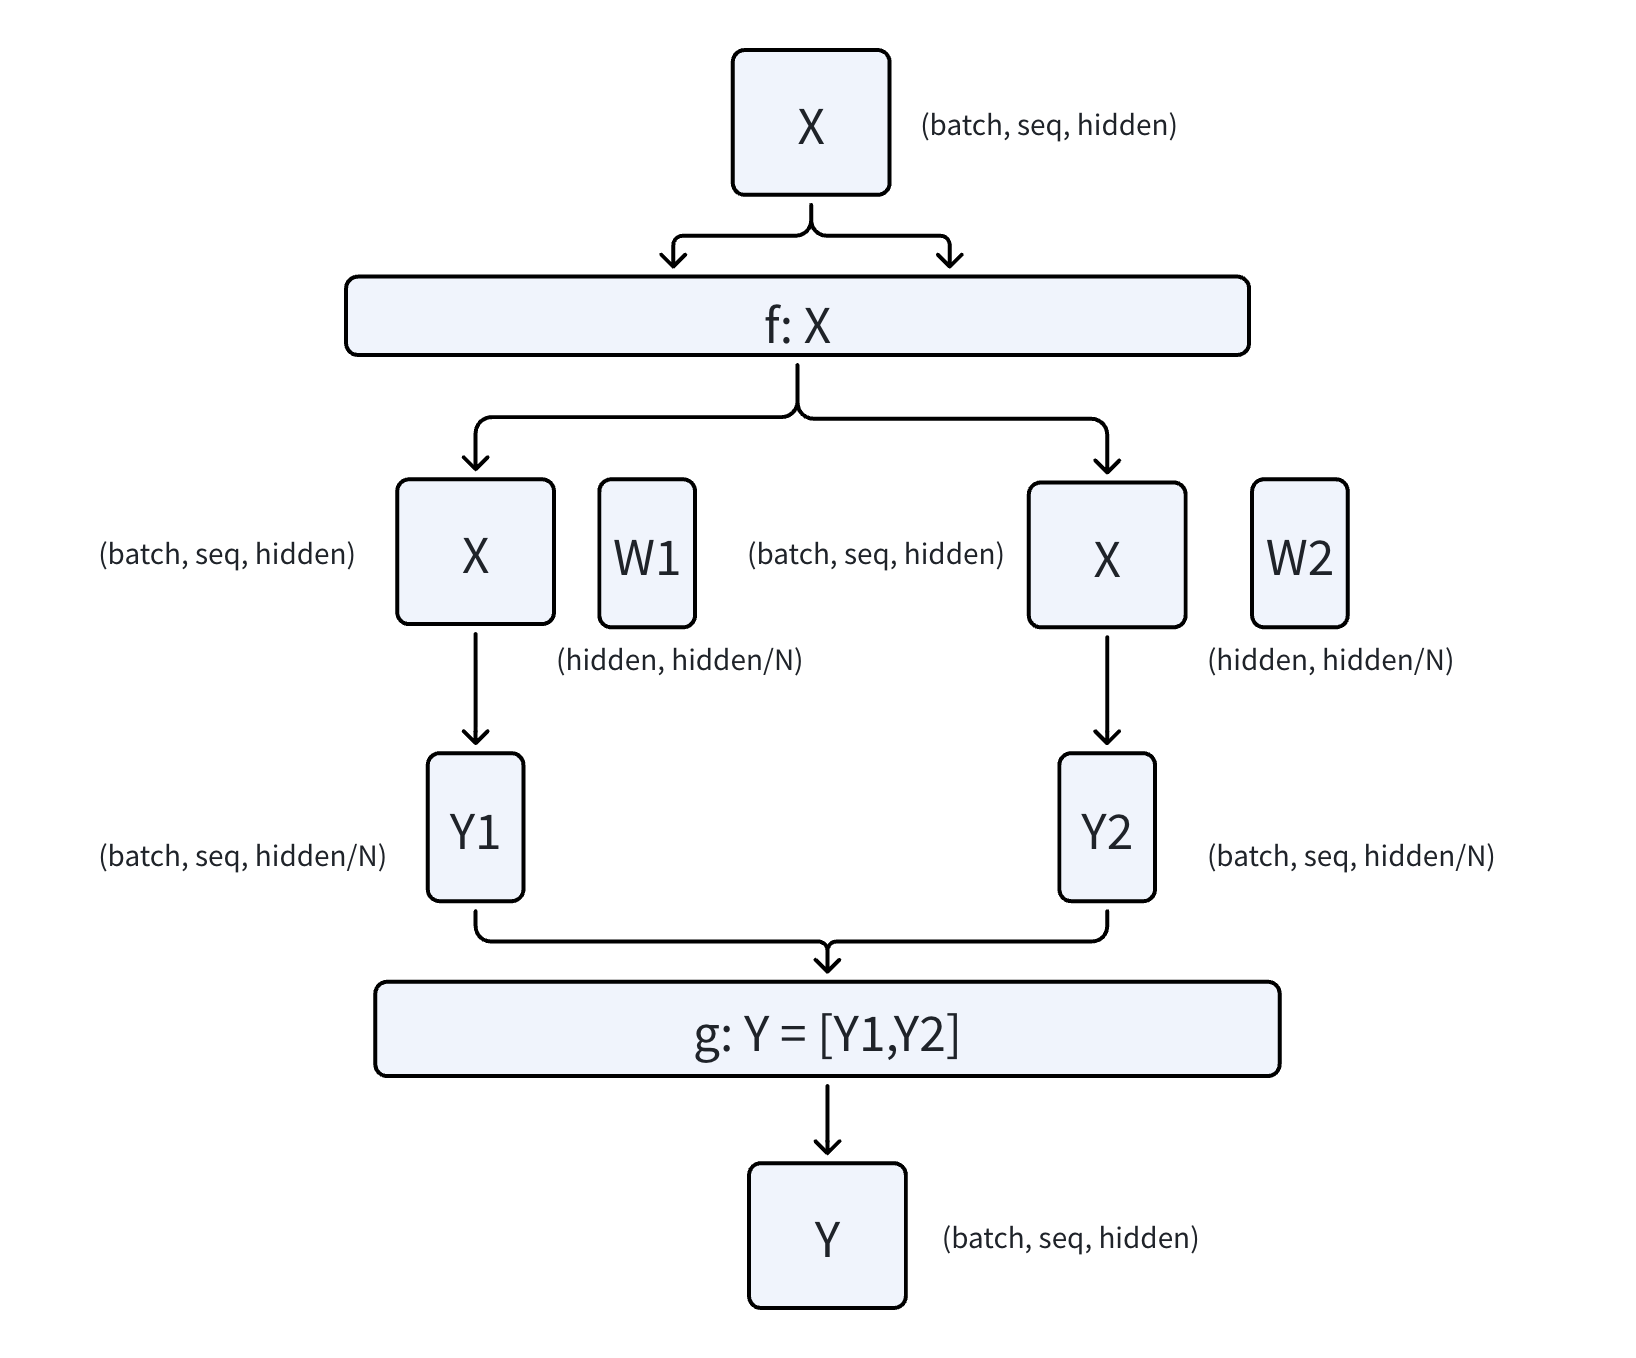 X
(batch, seq, hidden)
f: X
(batch, seq, hidden)
X
W1
(hidden, hidden/N)
(batch, seq, hidden)
X
W2
(hidden, hidden/N)
(batch, seq, hidden/N)
Y1
Y2
(batch, seq, hidden/N)
g: Y = [Y1,Y2]
Y
(batch, seq, hidden)